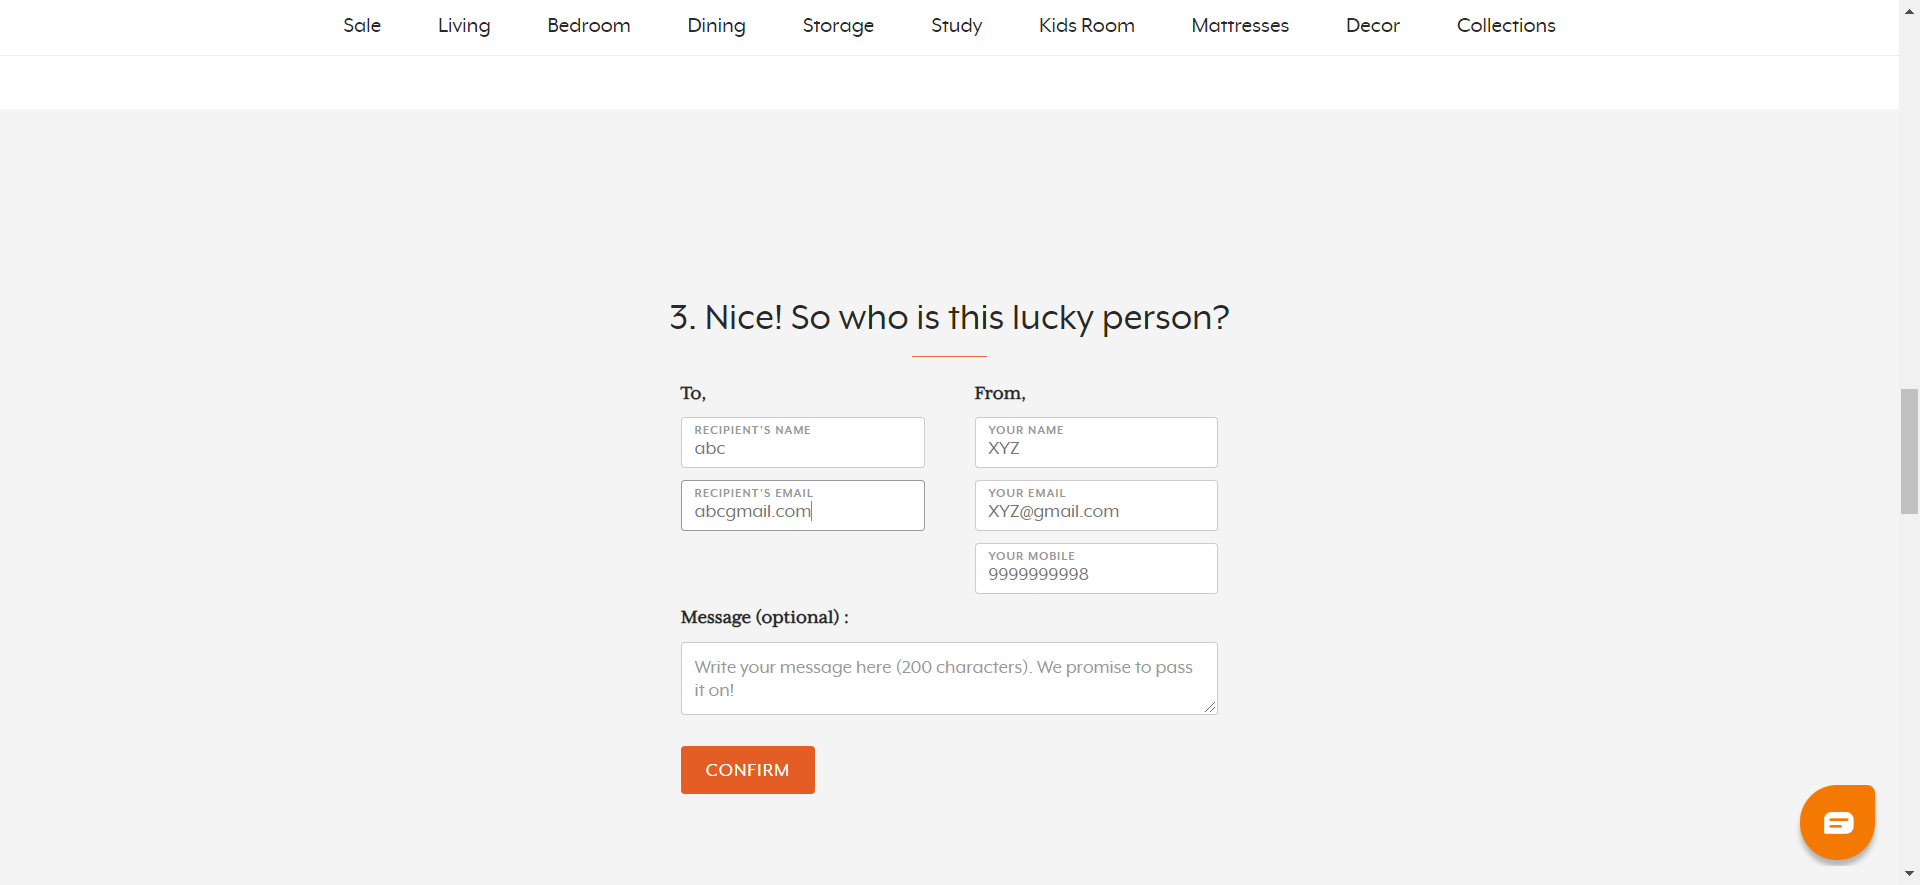 Sale Living Bedroom Dining Storage Study Kids Room Mattresses Decor Collections
3. Nice! So who is this lucky person?
To,
RECIPIENT'S NAME
abc
RECIPIENT'S EMAIL
abcgmail.com
From,
YOUR NAME
XYZ
YOUR EMAIL
XYZ@gmail.com
YOUR MOBILE
9999999998
Message (optional) :
Write your message here (200 characters). We promise to pass
it on!
CONFIRM